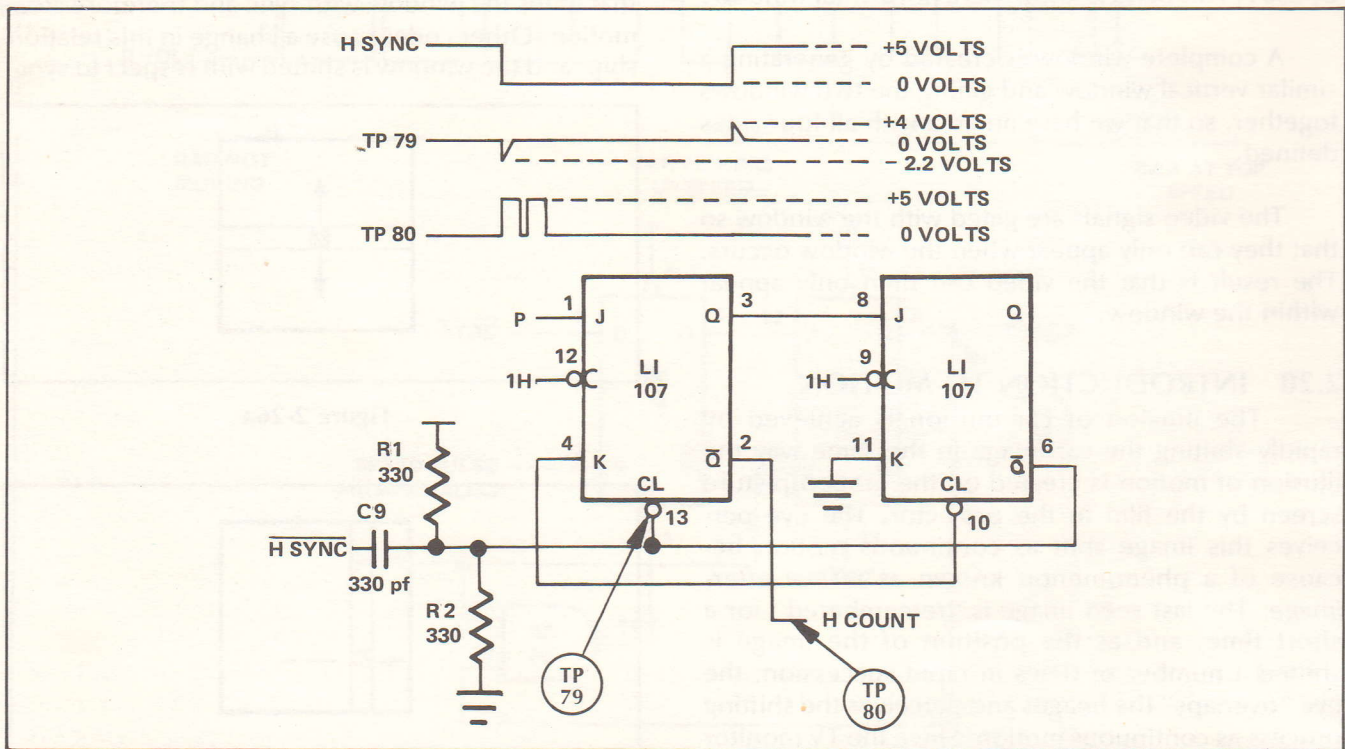 H SYNC
+5 VOLTS
0 VOLTS
TP 79
+4 VOLTS
0 VOLTS
− 2.2 VOLTS
TP 80
+5 VOLTS
0 VOLTS
P 1 J Q 3 8 J Q
12 LI 9 LI
1H C 107 1H C 107
4 K Q̅ 2 11 K Q̅ 6
CL CL
13 10
R1
330
C9
H SYNC
330 pf
R2
330
H COUNT
TP
79
TP
80